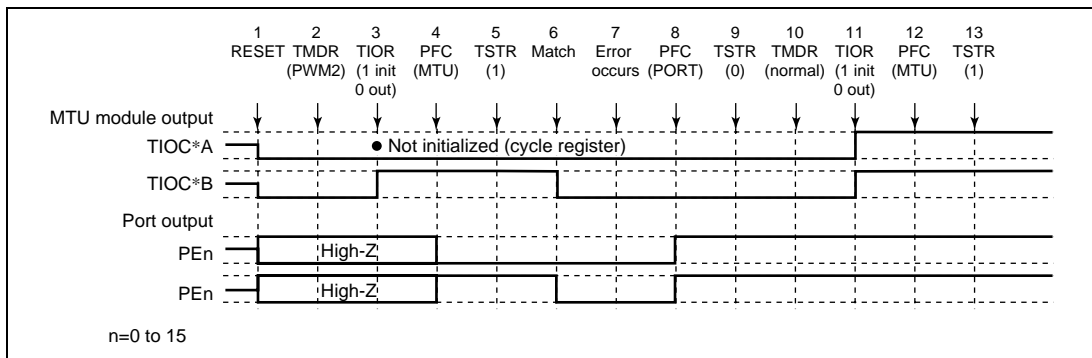 1 2 3 4 5 6 7 8 9 10 11 12 13
RESET TMDR TIOR PFC TSTR Match Error PFC TSTR TMDR TIOR PFC TSTR
(PWM2) (1 init (MTU) (1) occurs (PORT) (0) (normal) (1 init (MTU) (1)
0 out) 0 out)
MTU module output
TIOC*A
● Not initialized (cycle register)
TIOC*B
Port output
PEn
High-Z
PEn
High-Z
n=0 to 15